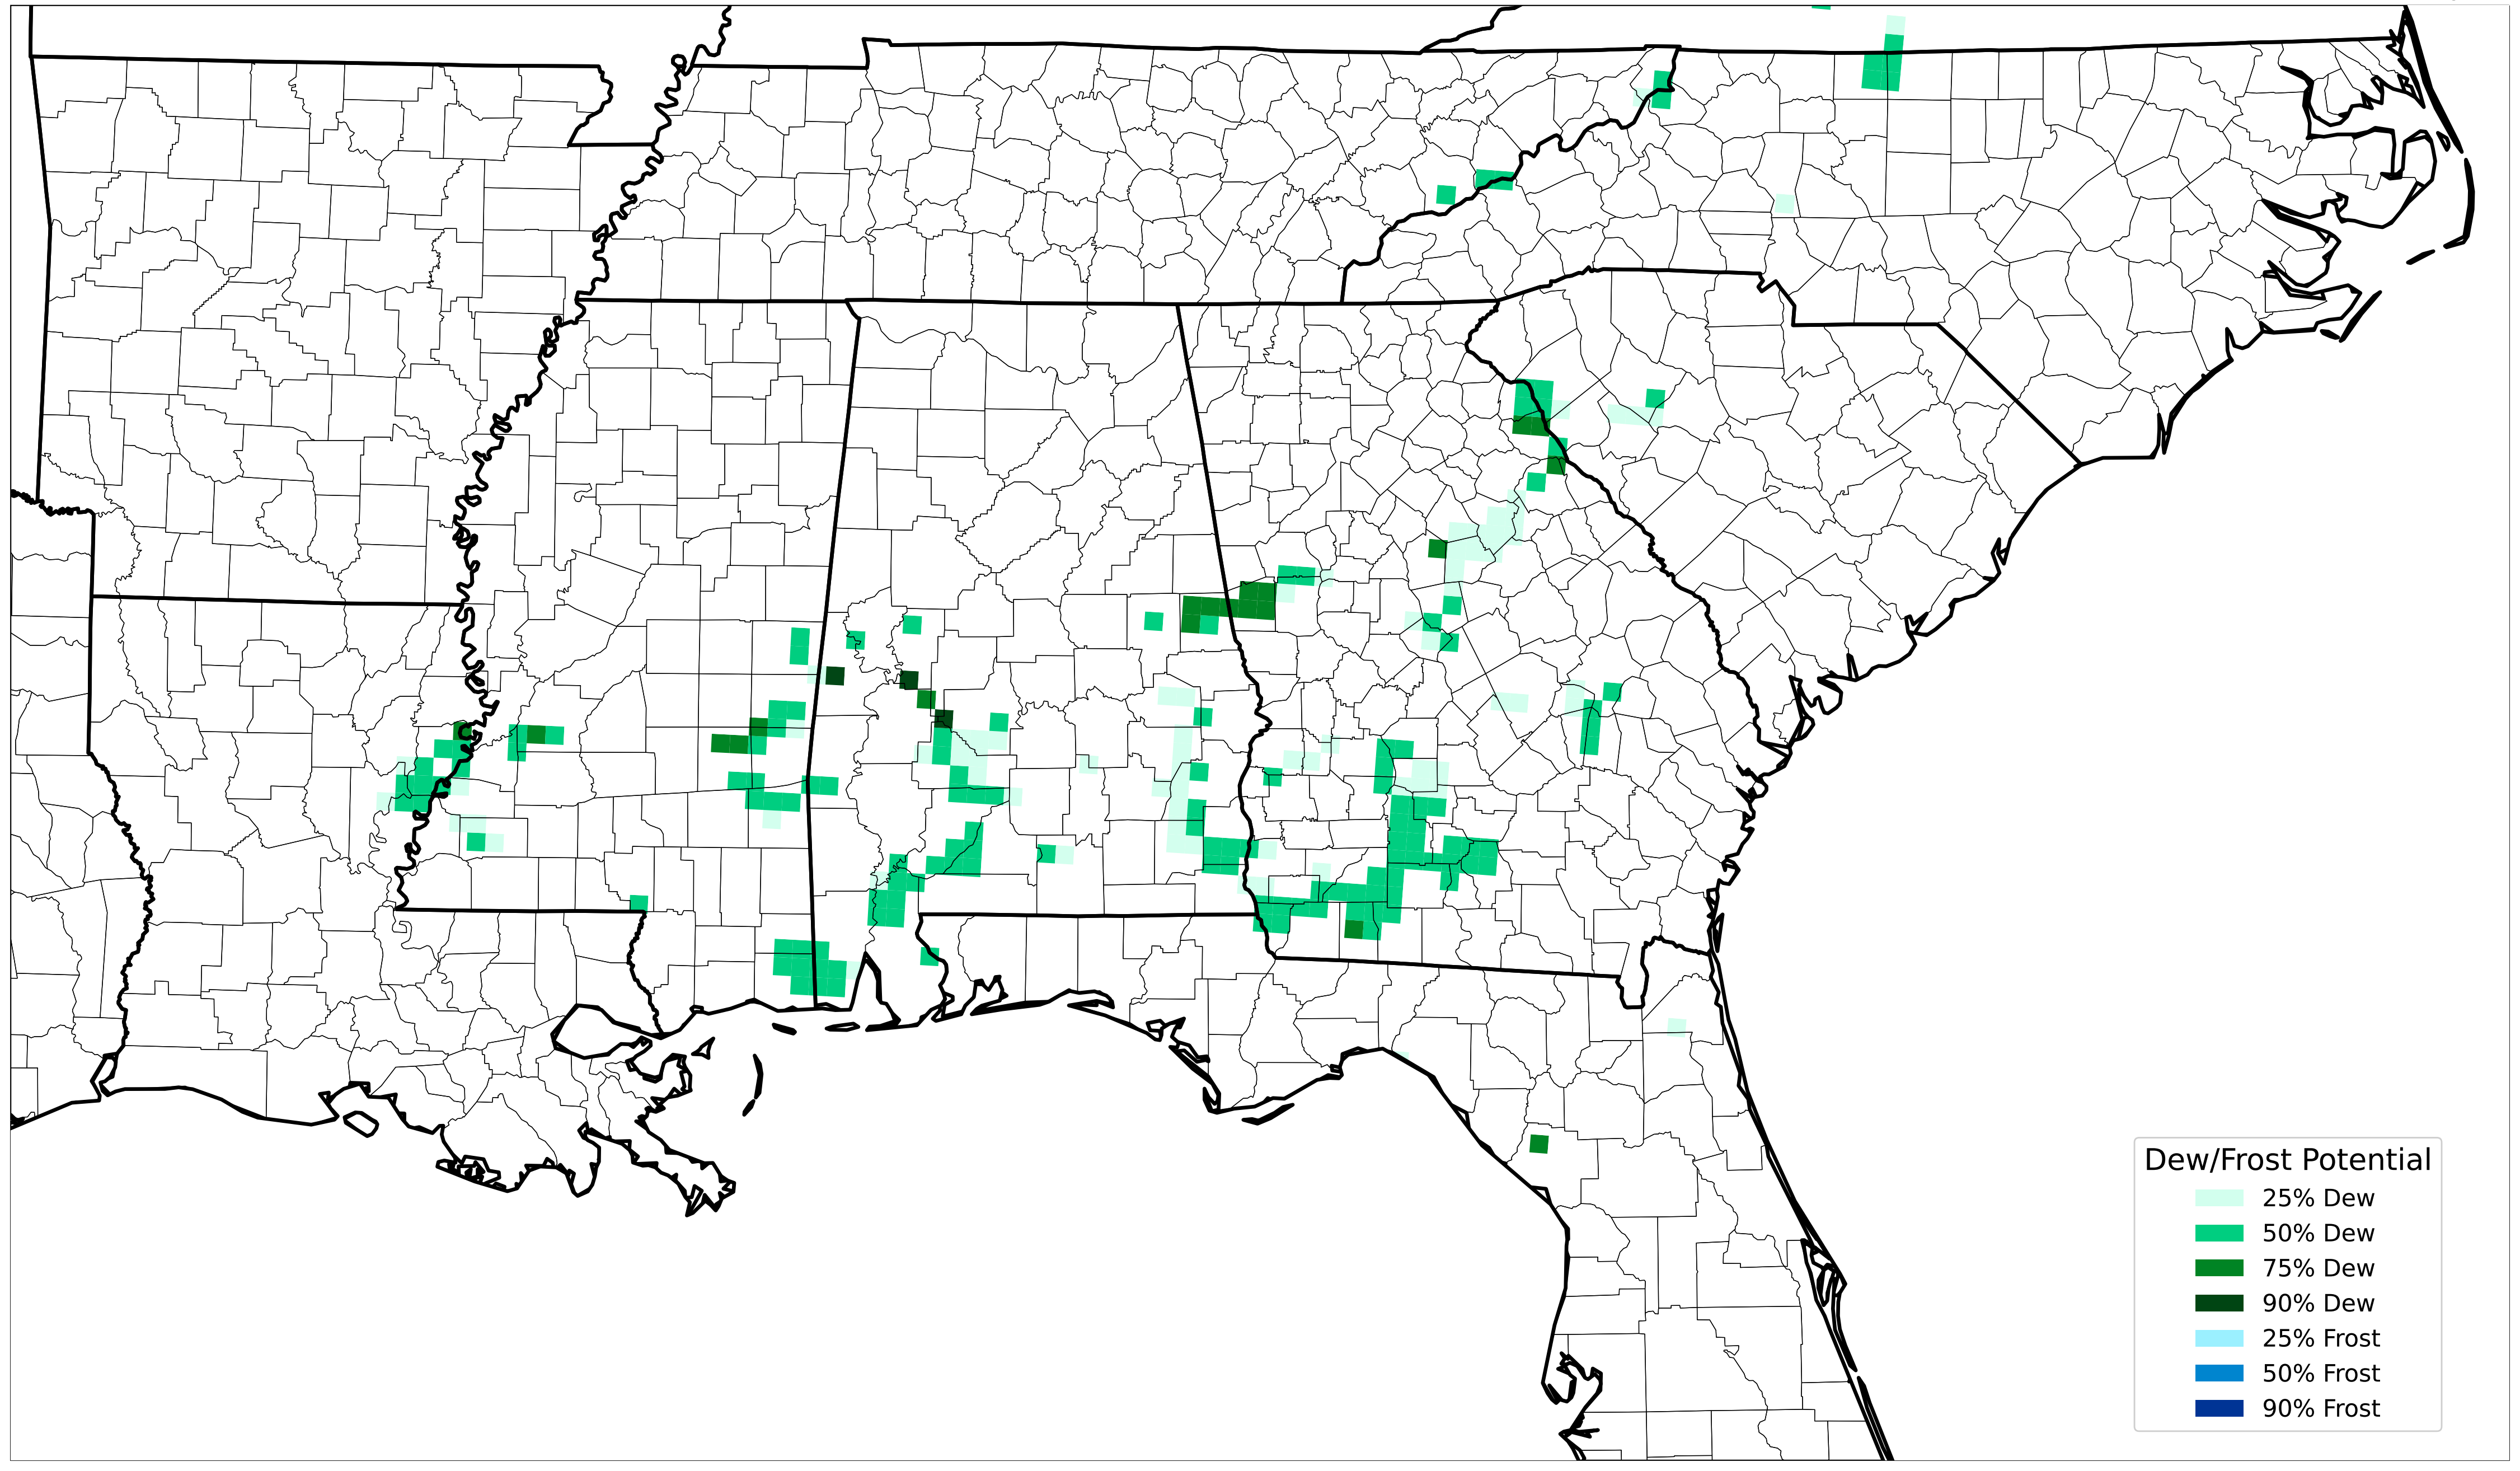 Dew/Frost Potential
25% Dew
50% Dew
75% Dew
90% Dew
25% Frost
50% Frost
90% Frost